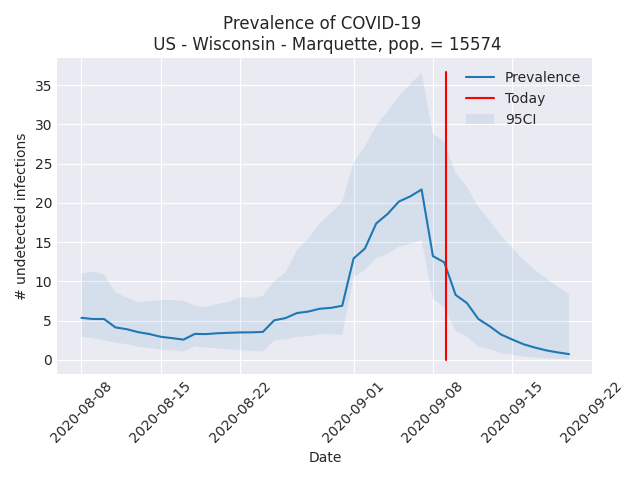 Prevalence of COVID-19
US - Wisconsin - Marquette, pop. = 15574
Prevalence
Today
95CI
# undetected infections
35
30
25
20
15
10
5
0
2020-08-08
2020-08-15
2020-08-22
2020-09-01
2020-09-08
2020-09-15
2020-09-22
Date